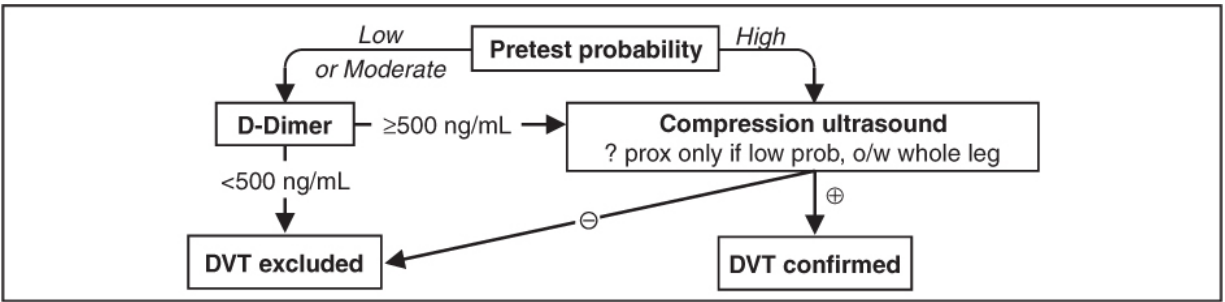 Low
or Moderate
Pretest probability
High
D-Dimer
≥500 ng/mL
Compression ultrasound
? prox only if low prob, o/w whole leg
<500 ng/mL
⊖
⊕
DVT excluded
DVT confirmed